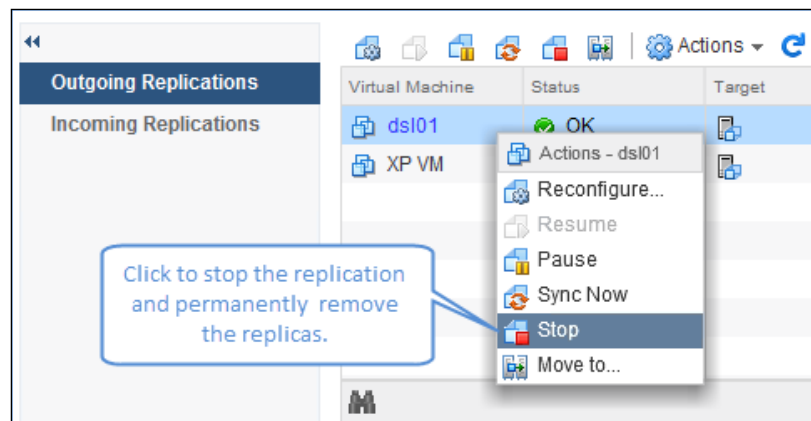 Actions
Outgoing Replications
Incoming Replications
Virtual Machine Status Target
dsl01 OK
XP VM
Actions - dsl01
Reconfigure...
Resume
Pause
Sync Now
Stop
Move to...
Click to stop the replication
and permanently remove
the replicas.